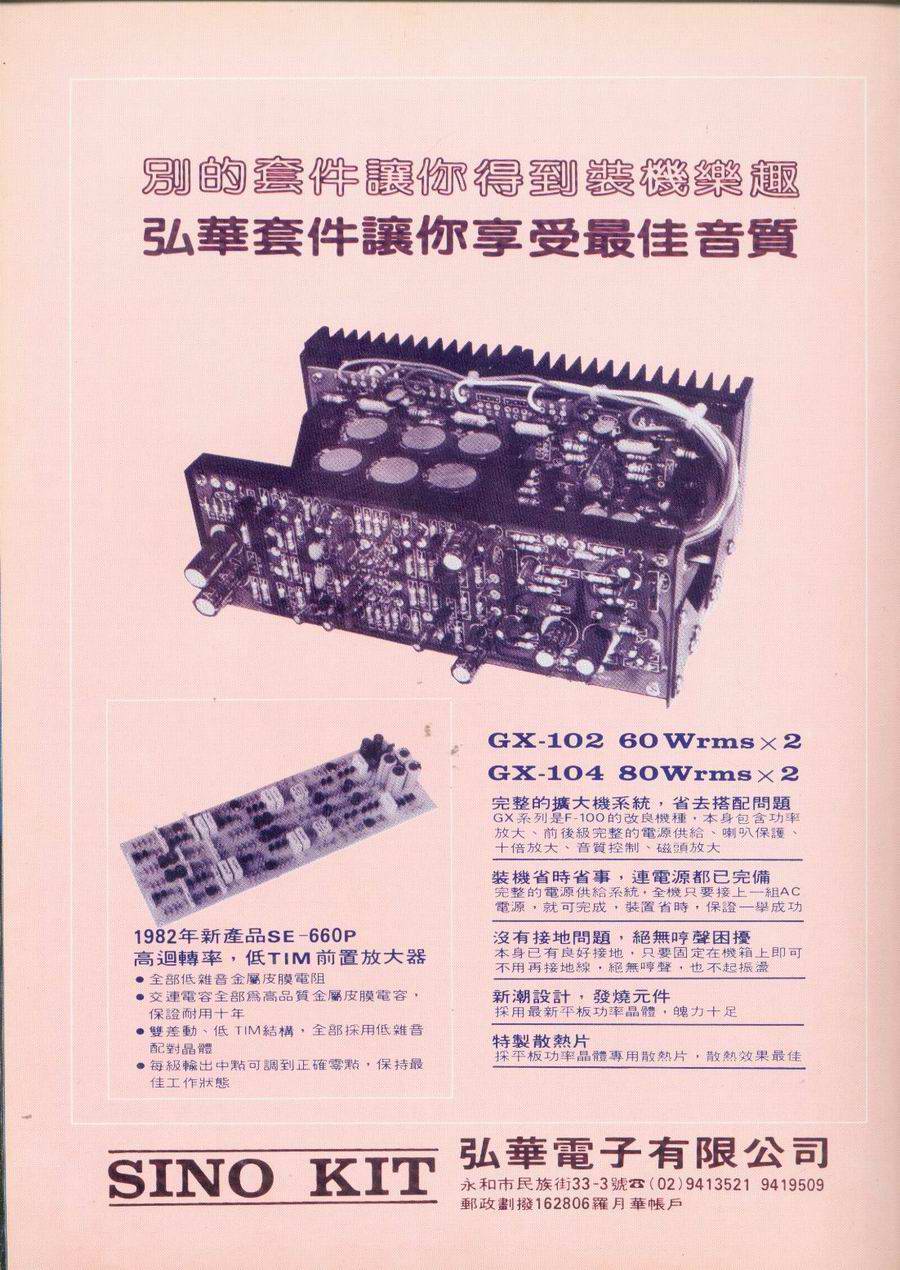 別的套件讓你得到裝機樂趣
弘華套件讓你享受最佳音質
GX-102 60Wrms×2
GX-104 80Wrms×2
完整的擴大機系統，省去搭配問題
GX系列是F-100的改良機種，本身包含功率
放大、前後級完整的電源供給、喇叭保護、
十倍放大、音質控制、磁頭放大
裝機省時省事，連電源都已完備
完整的電源供給系統，全機只要接上一組AC
電源，就可完成，裝置省時，保證一舉成功
沒有接地問題，絕無哼聲困擾
本身已有良好接地，只要固定在機箱上即可
不用再接地線，絕無哼聲，也不起振盪
新潮設計，發燒元件
採用最新平板功率晶體，魄力十足
特製散熱片
採平板功率晶體專用散熱片，散熱效果最佳
1982年新產品SE-660P
高迴轉率，低TIM前置放大器
●全部低雜音金屬皮膜電阻
●交連電容全部為高品質金屬皮膜電容，
保證耐用十年
●雙差動、低TIM結構，全部採用低雜音
配對晶體
●每級輸出中點可調到正確零點，保持最
佳工作狀態
SINO KIT
弘華電子有限公司
永和市民族街33-3號☎(02)9413521 9419509
郵政劃撥162806羅月華帳戶